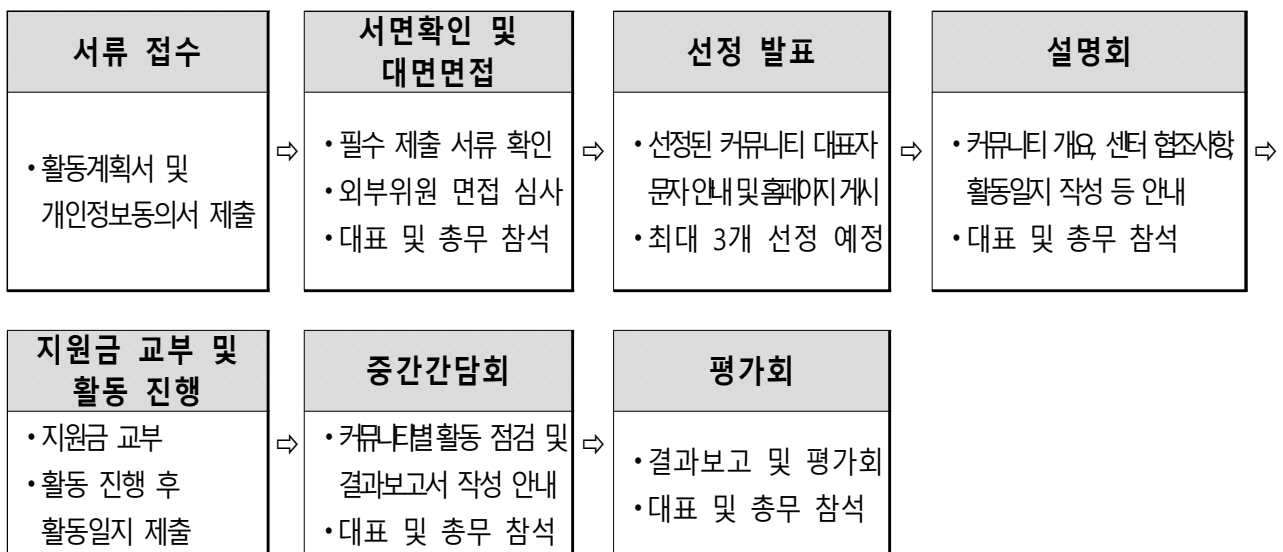 서류 접수
• 활동계획서 및
개인정보동의서 제출
⇨
서면확인 및
대면면접
• 필수 제출 서류 확인
• 외부위원 면접 심사
• 대표 및 총무 참석
⇨
선정 발표
• 선정된 커뮤니티 대표자
문자 안내 및 홈페이지 게시
• 최대 3개 선정 예정
⇨
설명회
• 커뮤니티 개요, 센터 협조사항,
활동일지 작성 등 안내
• 대표 및 총무 참석
⇨
지원금 교부 및
활동 진행
• 지원금 교부
• 활동 진행 후
활동일지 제출
⇨
중간간담회
• 커뮤니티별 활동 점검 및
결과보고서 작성 안내
• 대표 및 총무 참석
⇨
평가회
• 결과보고 및 평가회
• 대표 및 총무 참석